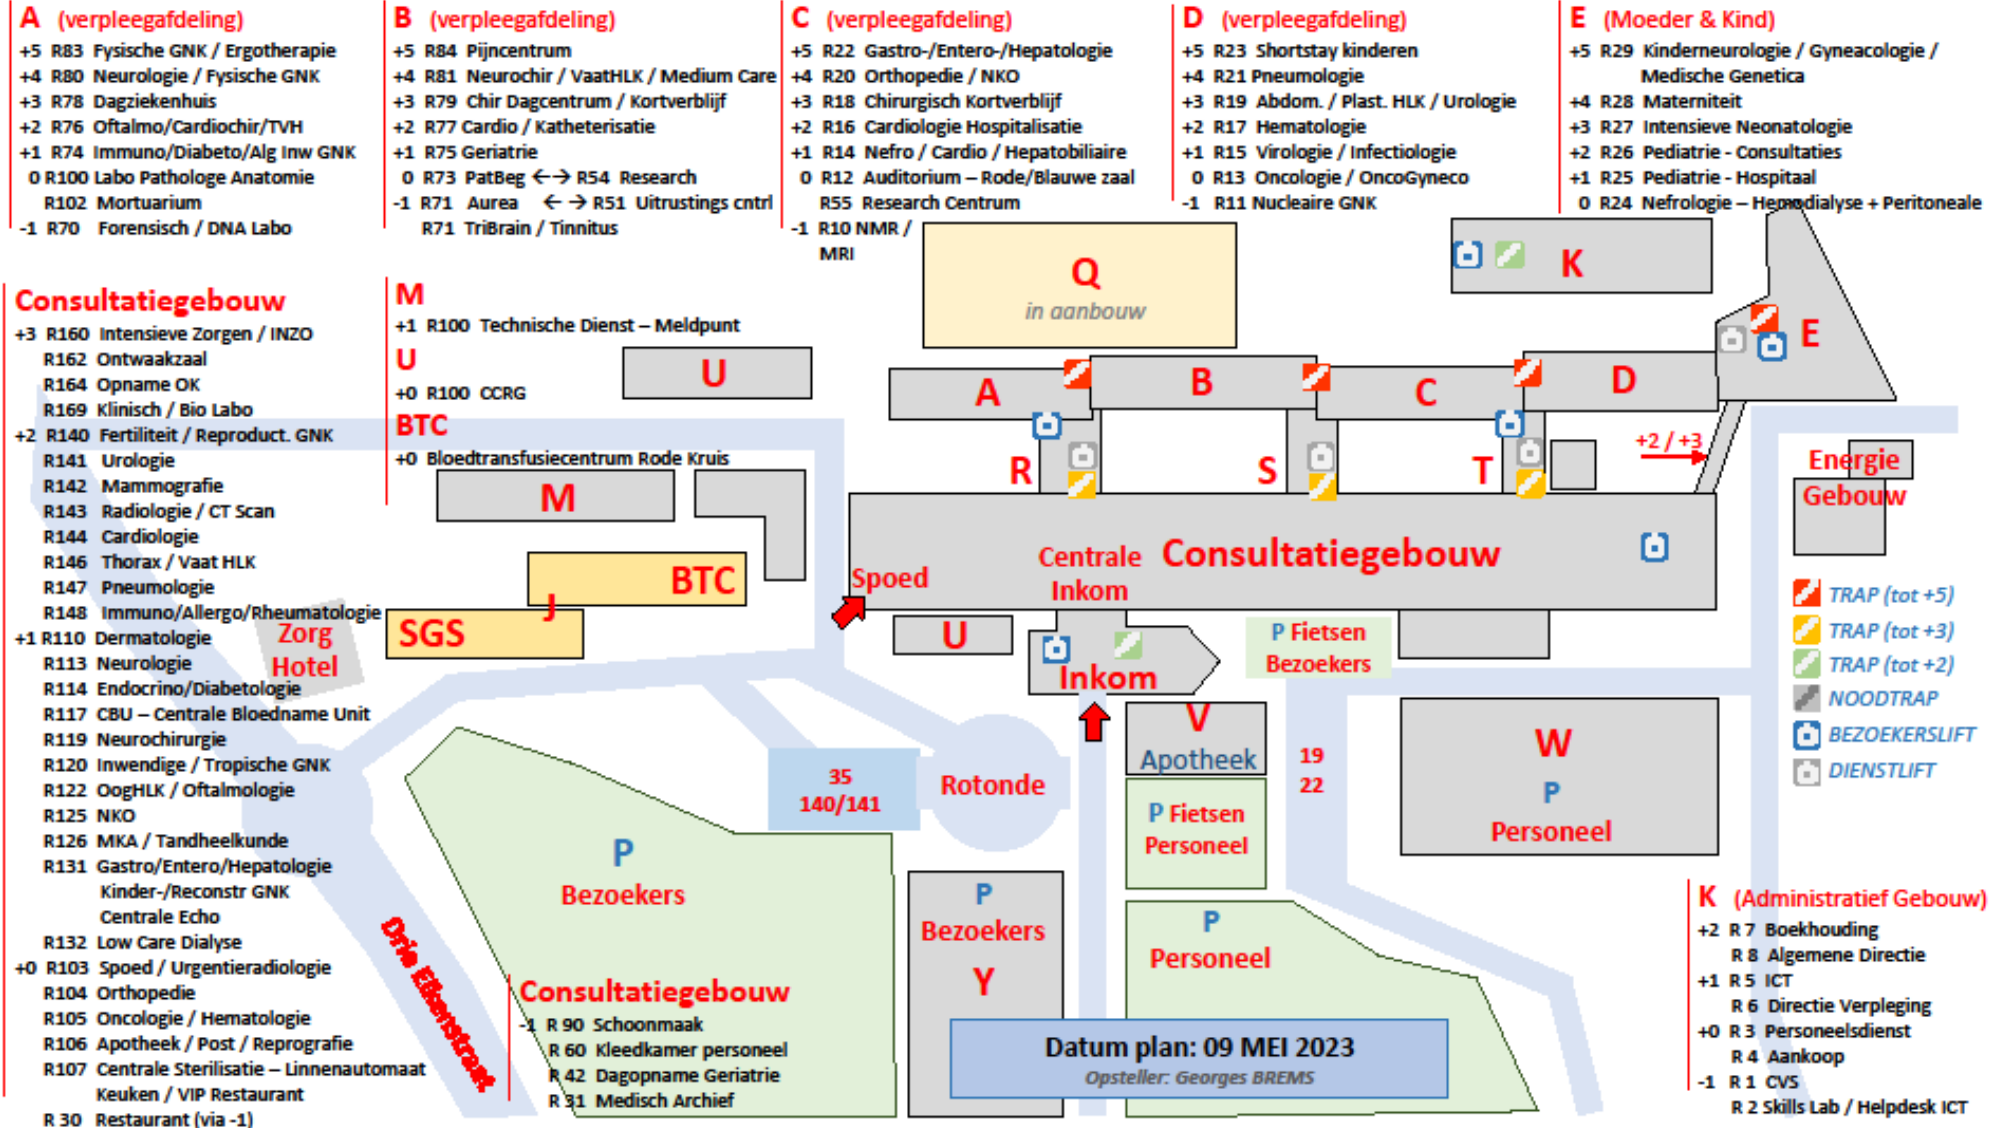 A (verpleegafdeling)
+5 R83 Fysische GNK / Ergotherapie
+4 R80 Neurologie / Fysische GNK
+3 R78 Dagziekenhuis
+2 R76 Oftalmo/Cardiochir/TVH
+1 R74 Immuno/Diabeto/Alg Inw GNK
0 R100 Labo Pathologe Anatomie
R102 Mortuarium
-1 R70 Forensisch / DNA Labo
B (verpleegafdeling)
+5 R84 Pijncentrum
+4 R81 Neurochir / VaatHLK / Medium Care
+3 R79 Chir Dagcentrum / Kortverblijf
+2 R77 Cardio / Katheterisatie
+1 R75 Geriatrie
0 R73 PatBeg ←→ R54 Research
-1 R71 Aurea ←→ R51 Uitrustings cntrl
R71 TriBrain / Tinnitus
C (verpleegafdeling)
+5 R22 Gastro-/Entero-/Hepatologie
+4 R20 Orthopedie / NKO
+3 R18 Chirurgisch Kortverblijf
+2 R16 Cardiologie Hospitalisatie
+1 R14 Nefro / Cardio / Hepatobiliaire
0 R12 Auditorium – Rode/Blauwe zaal
R55 Research Centrum
-1 R10 NMR /
MRI
D (verpleegafdeling)
+5 R23 Shortstay kinderen
+4 R21 Pneumologie
+3 R19 Abdom. / Plast. HLK / Urologie
+2 R17 Hematologie
+1 R15 Virologie / Infectiologie
0 R13 Oncologie / OncoGyneco
-1 R11 Nucleaire GNK
E (Moeder & Kind)
+5 R29 Kinderneurologie / Gyneacologie /
Medische Genetica
+4 R28 Materniteit
+3 R27 Intensieve Neonatologie
+2 R26 Pediatrie - Consultaties
+1 R25 Pediatrie - Hospitaal
0 R24 Nefrologie – Hemodialyse + Peritoneale
Consultatiegebouw
+3 R160 Intensieve Zorgen / INZO
R162 Ontwaakzaal
R164 Opname OK
R169 Klinisch / Bio Labo
+2 R140 Fertiliteit / Reproduct. GNK
R141 Urologie
R142 Mammografie
R143 Radiologie / CT Scan
R144 Cardiologie
R146 Thorax / Vaat HLK
R147 Pneumologie
R148 Immuno/Allergo/Rheumatologie
+1 R110 Dermatologie
R113 Neurologie
R114 Endocrino/Diabetologie
R117 CBU – Centrale Bloedname Unit
R119 Neurochirurgie
R120 Inwendige / Tropische GNK
R122 OogHLK / Oftalmologie
R125 NKO
R126 MKA / Tandheelkunde
R131 Gastro/Entero/Hepatologie
Kinder-/Reconstr GNK
Centrale Echo
R132 Low Care Dialyse
+0 R103 Spoed / Urgentieradiologie
R104 Orthopedie
R105 Oncologie / Hematologie
R106 Apotheek / Post / Reprografie
R107 Centrale Sterilisatie – Linnenautomaat
Keuken / VIP Restaurant
R 30 Restaurant (via -1)
M
+1 R100 Technische Dienst – Meldpunt
U
+0 R100 CCRG
BTC
+0 Bloedtransfusiecentrum Rode Kruis
U
M
BTC
J
SGS
Zorg
Hotel
Q
in aanbouw
K
E
A
B
C
D
R
S
T
+2 / +3
Energie
Gebouw
Centrale
Inkom
Consultatiegebouw
Spoed
U
Inkom
P Fietsen
Bezoekers
TRAP (tot +5)
TRAP (tot +3)
TRAP (tot +2)
NOODTRAP
BEZOEKERSLIFT
DIENSTLIFT
V
Apotheek
19
22
W
P
Personeel
35
140/141
Rotonde
P Fietsen
Personeel
P
Bezoekers
P
Bezoekers
Y
P
Personeel
Drie Eikenstraat
Consultatiegebouw
-1 R 90 Schoonmaak
R 60 Kleedkamer personeel
R 42 Dagopname Geriatrie
R 31 Medisch Archief
Datum plan: 09 MEI 2023
Opsteller: Georges BREMS
K (Administratief Gebouw)
+2 R 7 Boekhouding
R 8 Algemene Directie
+1 R 5 ICT
R 6 Directie Verpleging
+0 R 3 Personeelsdienst
R 4 Aankoop
-1 R 1 CVS
R 2 Skills Lab / Helpdesk ICT